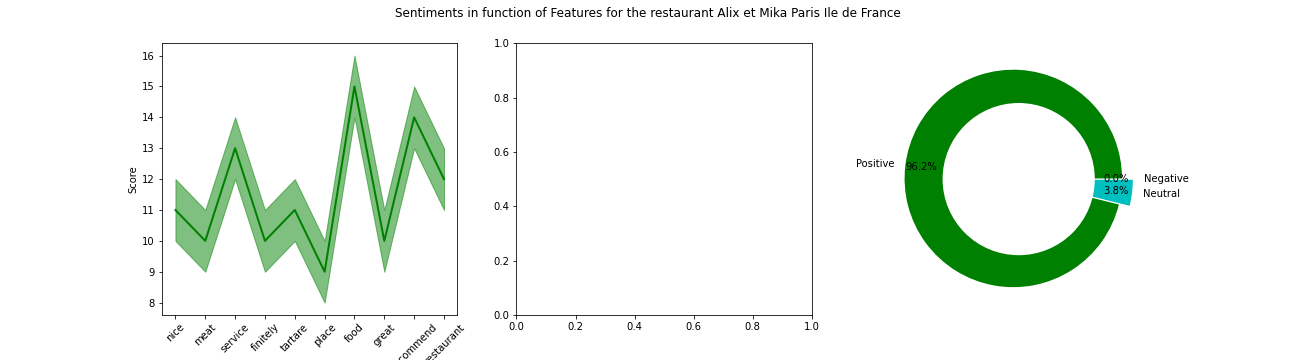 Sentiments in function of Features for the restaurant Alix et Mika Paris Ile de France
Score
16
15
14
13
12
11
10
9
8
nice
meat
service
finitely
tartare
place
food
great
commend
estaurant
1.0
0.8
0.6
0.4
0.2
0.0
0.0
0.2
0.4
0.6
0.8
1.0
Positive
96.2%
0.0%
Negative
3.8%
Neutral